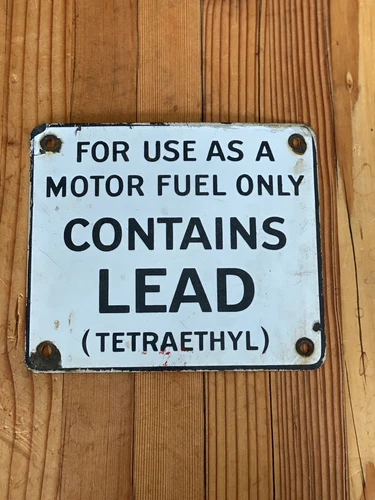 FOR USE AS A
MOTOR FUEL ONLY
CONTAINS
LEAD
(TETRAETHYL)